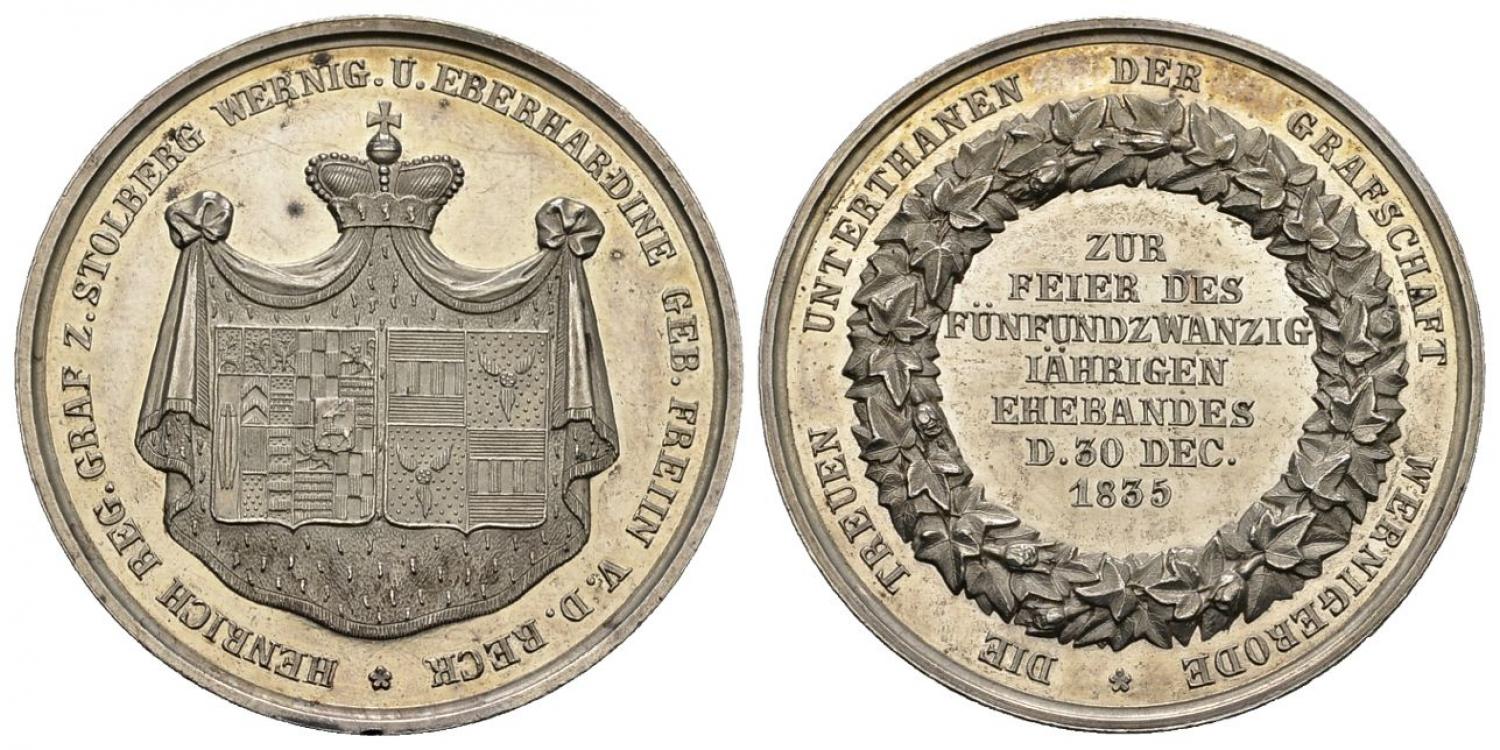 HENRICH REG. GRAF Z. STOLBERG WERNIG. U. EBERHARDINE GEB. FREIIN V. D. RECK
DIE TREUEN UNTERTHANEN DER GRAFSCHAFT WERNIGERODE
ZUR
FEIER DES
FÜNFUNDZWANZIG
IÄHRIGEN
EHEBANDES
D. 30 DEC.
1835